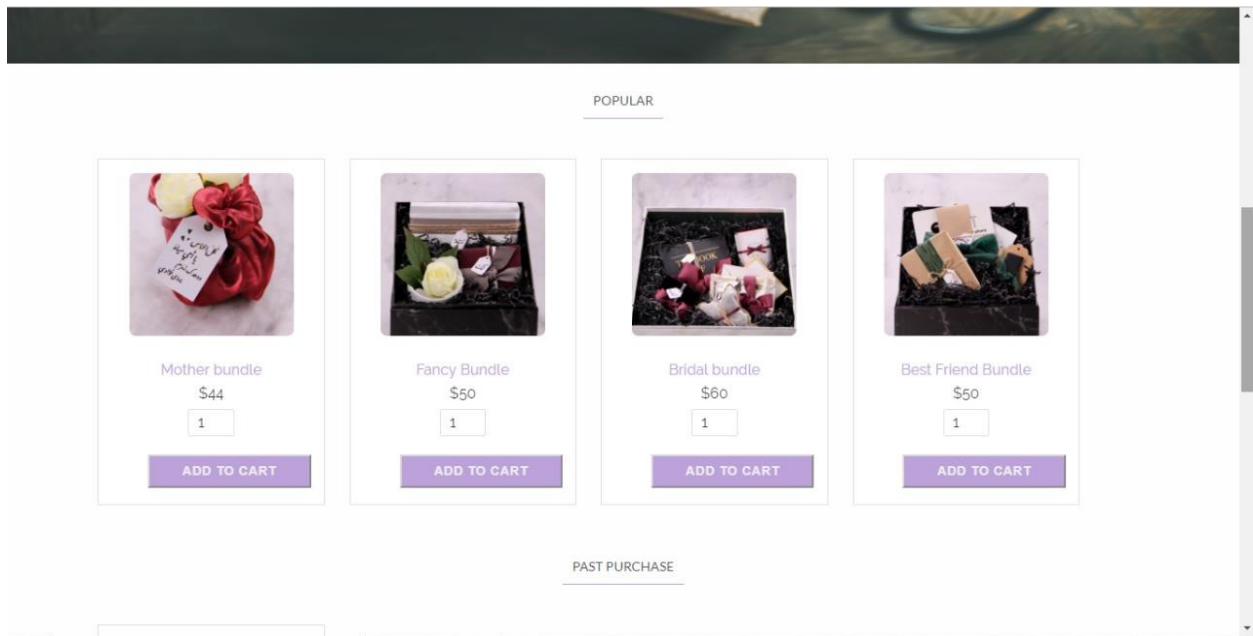 POPULAR
Mother bundle
$44
1
ADD TO CART
Fancy Bundle
$50
1
ADD TO CART
Bridal bundle
$60
1
ADD TO CART
Best Friend Bundle
$50
1
ADD TO CART
PAST PURCHASE